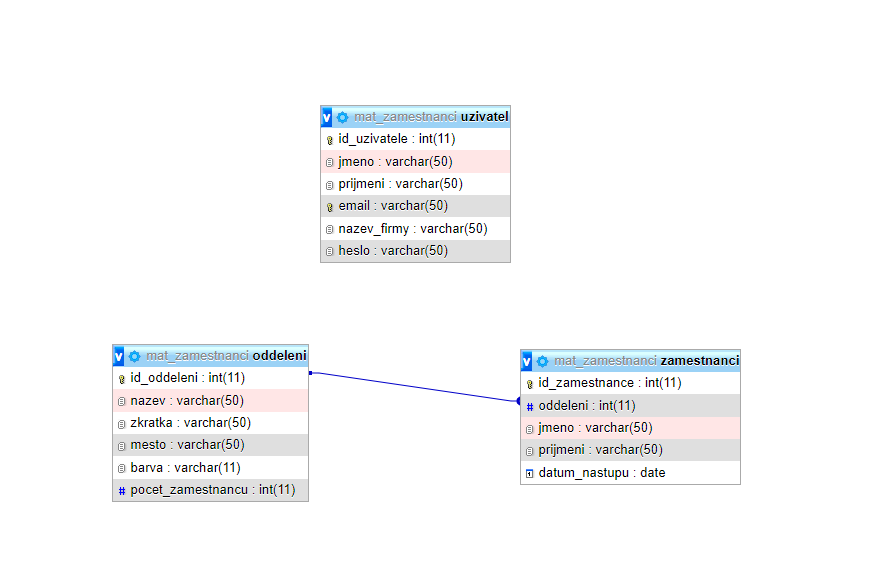 v mat_zamestnanci uzivatel
id_uzivatele : int(11)
jmeno : varchar(50)
prijmeni : varchar(50)
email : varchar(50)
nazev_firmy : varchar(50)
heslo : varchar(50)
v mat_zamestnanci oddeleni
id_oddeleni : int(11)
nazev : varchar(50)
zkratka : varchar(50)
mesto : varchar(50)
barva : varchar(11)
# pocet_zamestnancu : int(11)
v mat_zamestnanci zamestnanci
id_zamestnance : int(11)
# oddeleni : int(11)
jmeno : varchar(50)
prijmeni : varchar(50)
datum_nastupu : date